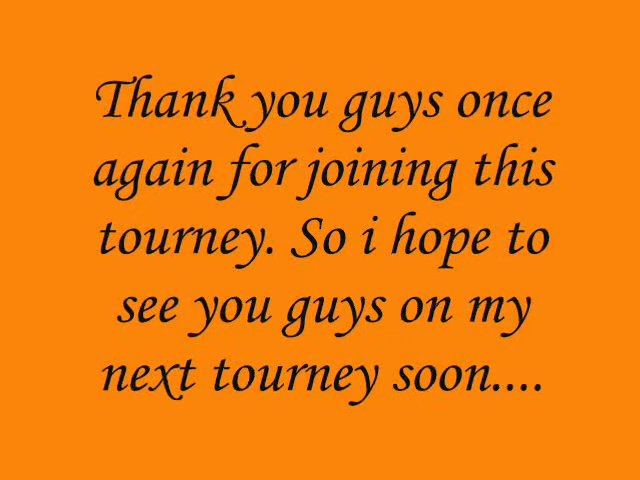 Thank you guys once
again for joining this
tourney. So i hope to
see you guys on my
next tourney soon....